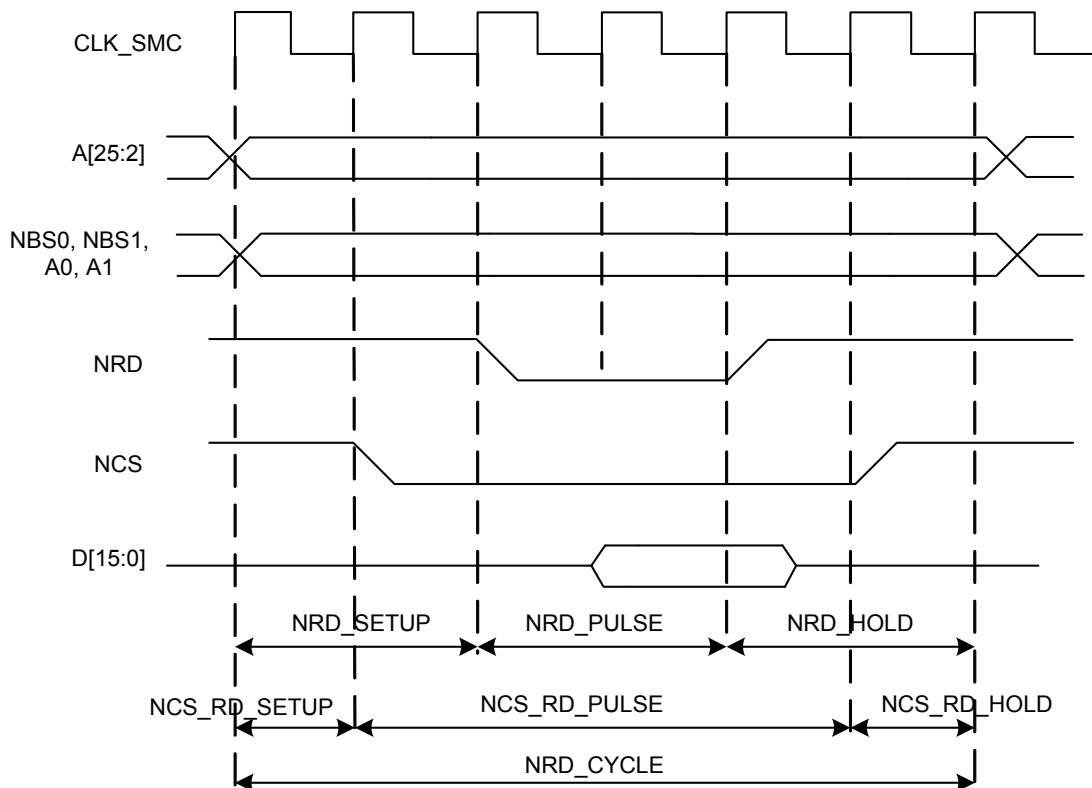 CLK_SMC
A[25:2]
NBS0, NBS1,
A0, A1
NRD
NCS
D[15:0]
NRD_SETUP NRD_PULSE NRD_HOLD
NCS_RD_SETUP NCS_RD_PULSE NCS_RD_HOLD
NRD_CYCLE